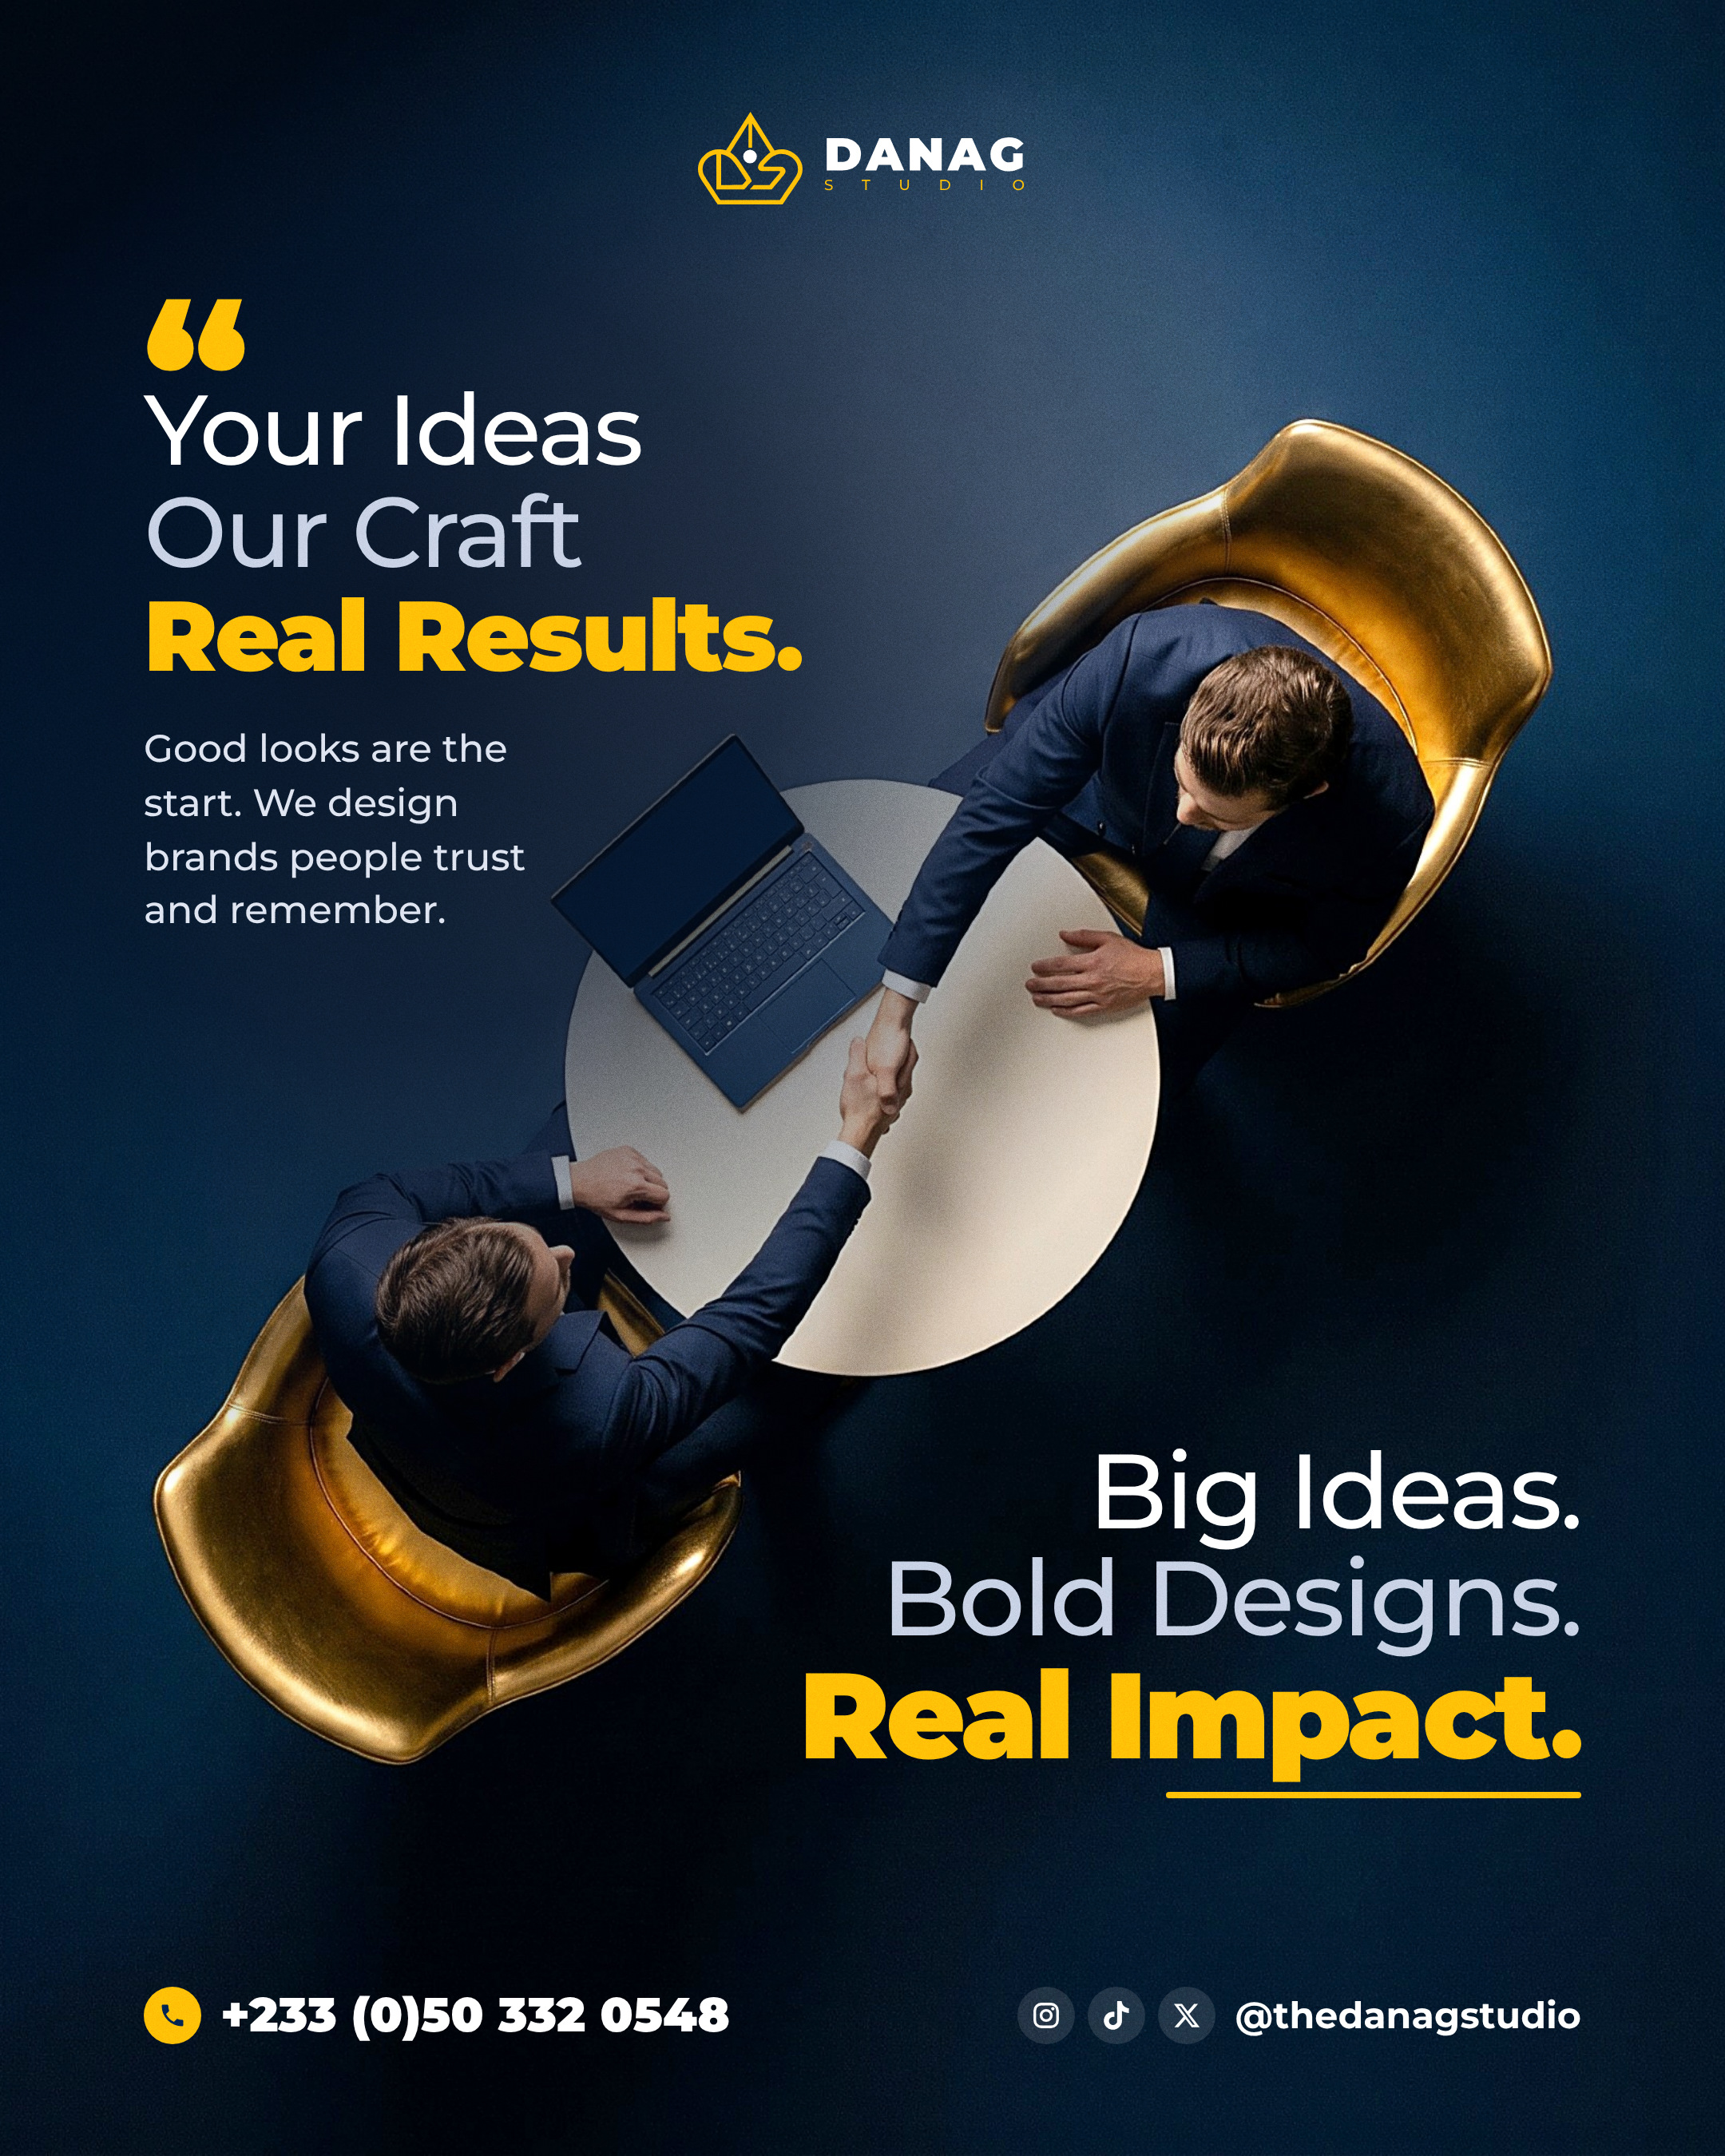 DANAG
STUDIO
“
Your Ideas
Our Craft
Real Results.
Good looks are the
start. We design
brands people trust
and remember.
Big Ideas.
Bold Designs.
Real Impact.
+233 (0)50 332 0548
@thedanagstudio